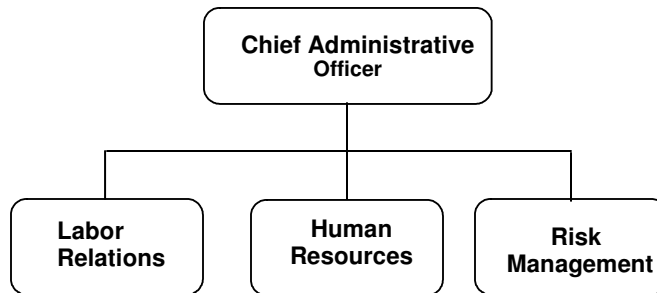 Chief Administrative
Officer
Labor
Relations
Human
Resources
Risk
Management